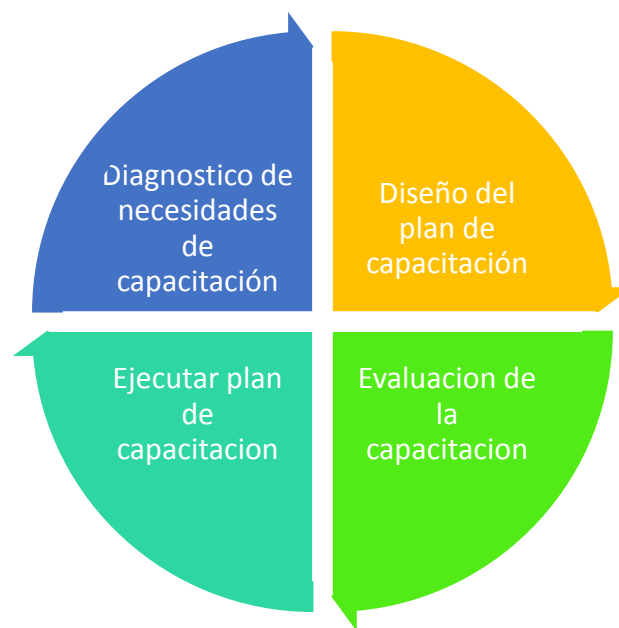 Diagnostico de
necesidades
de
capacitación
Diseño del
plan de
capacitación
Ejecutar plan
de
capacitacion
Evaluacion de
la
capacitacion